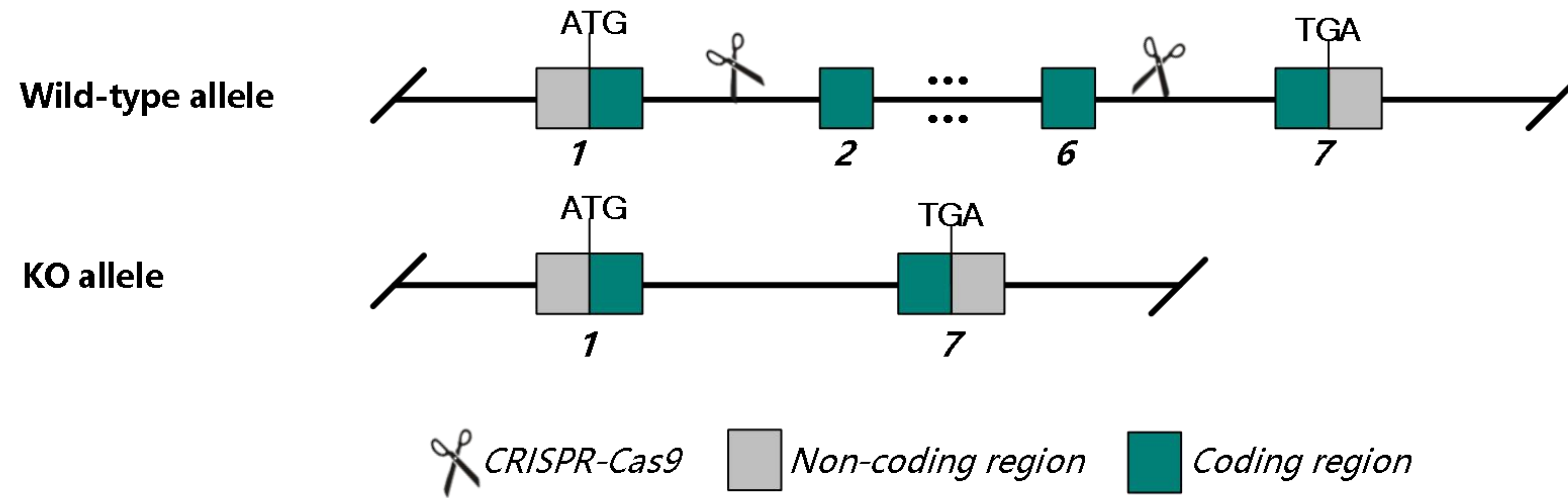 ATG TGA
Wild-type allele
... ...
1 2 6 7
ATG TGA
KO allele
1 7
CRISPR-Cas9 Non-coding region Coding region